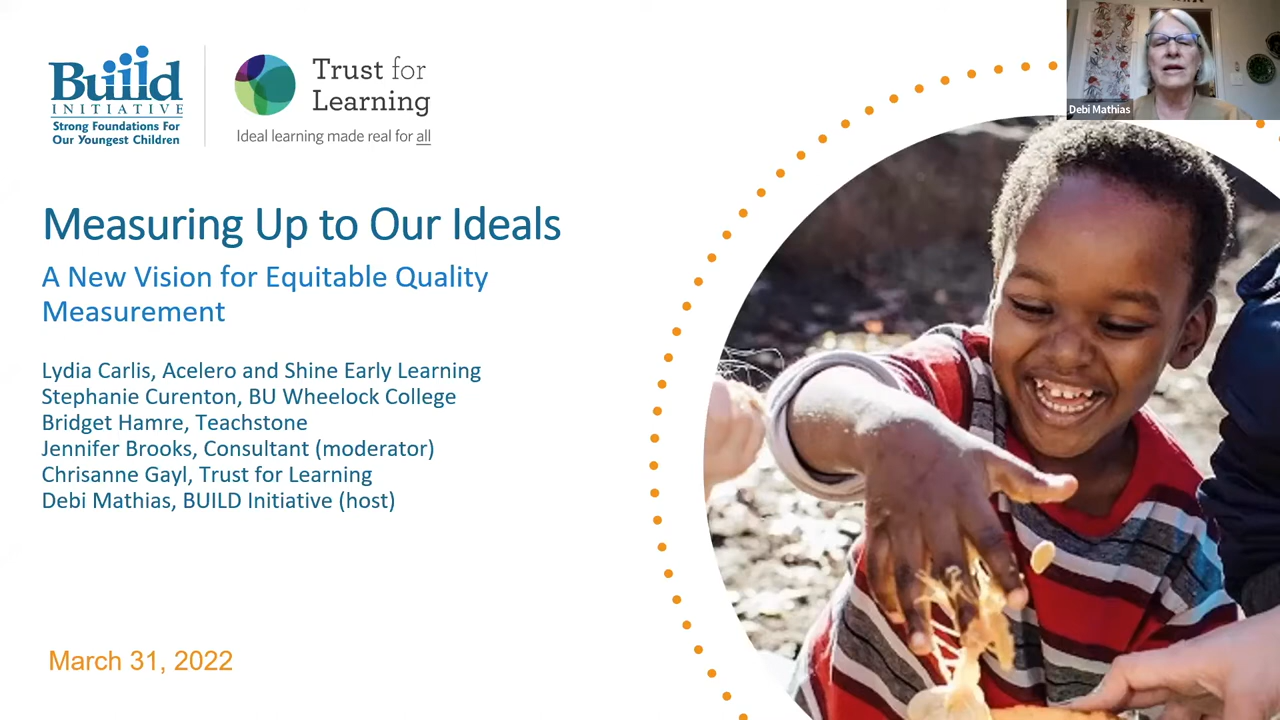 Build
INITIATIVE
Strong Foundations For
Our Youngest Children
Trust for
Learning
Ideal learning made real for all
Debi Mathias
Measuring Up to Our Ideals
A New Vision for Equitable Quality
Measurement
Lydia Carlis, Acelero and Shine Early Learning
Stephanie Curenton, BU Wheelock College
Bridget Hamre, Teachstone
Jennifer Brooks, Consultant (moderator)
Chrisanne Gayl, Trust for Learning
Debi Mathias, BUILD Initiative (host)
March 31, 2022